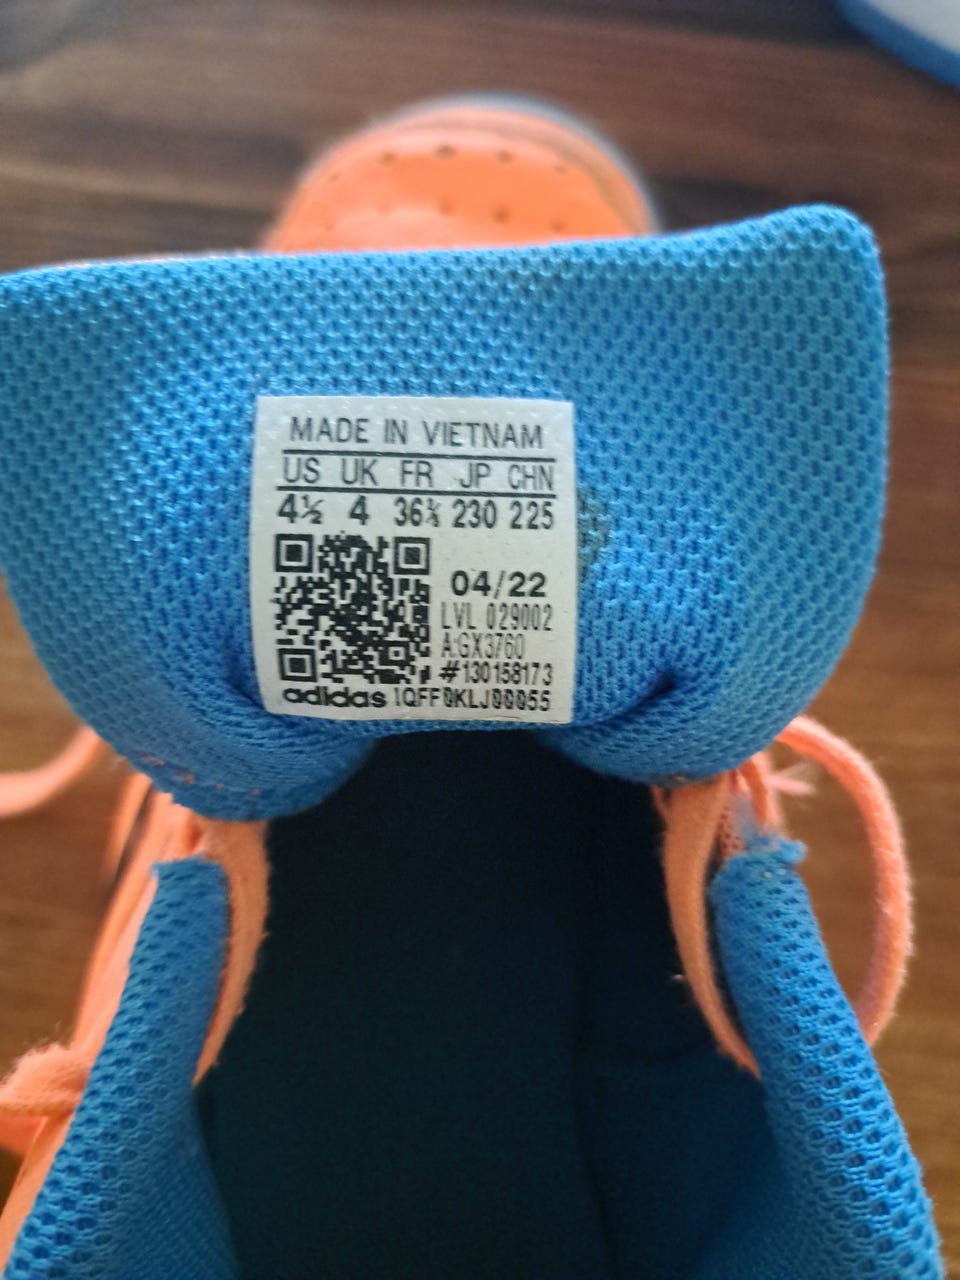 MADE IN VIETNAM
US UK FR JP CHN
4½ 4 36⅔ 230 225
04/22
LVL 029002
A:GX3760
#130158173
adidas 1QFF0KLJ00055